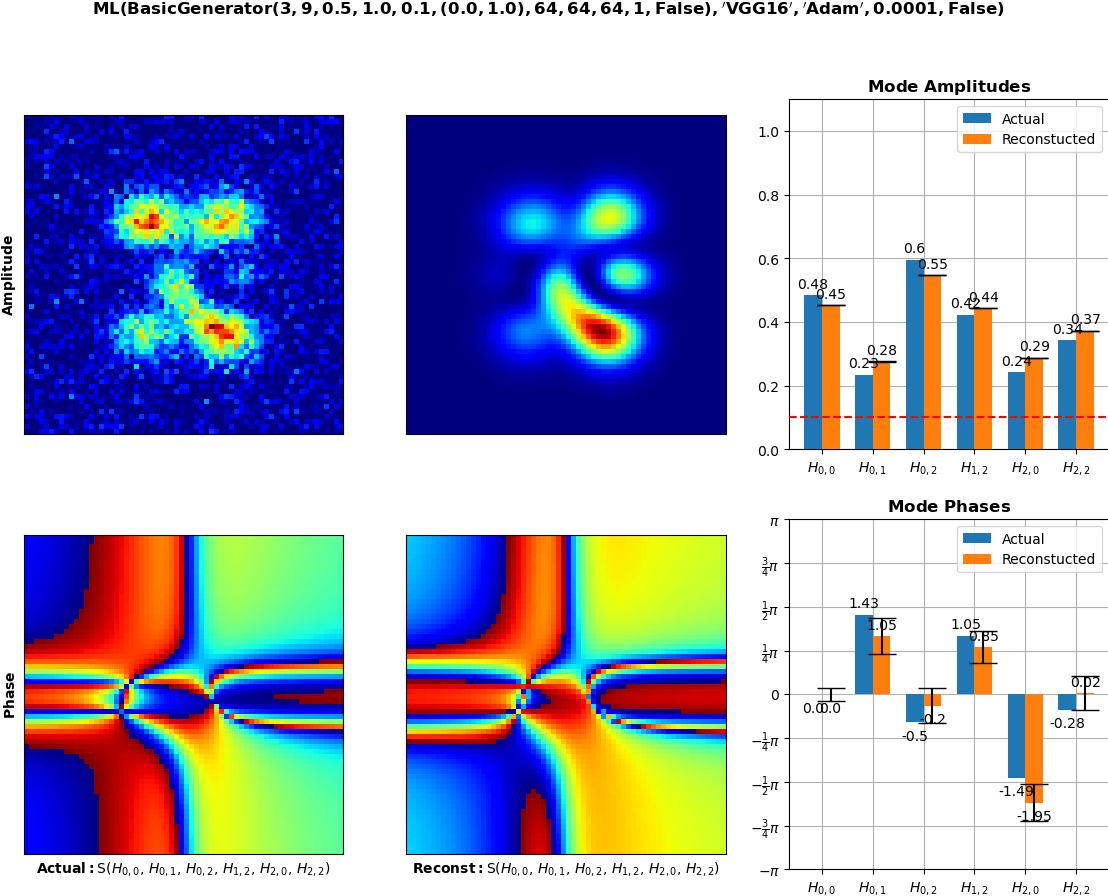 ML(BasicGenerator(3, 9, 0.5, 1.0, 0.1, (0.0, 1.0), 64, 64, 64, 1, False), 'VGG16', 'Adam', 0.0001, False)
Amplitude
Mode Amplitudes
Actual
Reconstucted
1.0
0.8
0.6
0.4
0.2
0.0
0.48
0.45
0.23
0.28
0.6
0.55
0.42
0.44
0.24
0.29
0.34
0.37
H0,0 H0,1 H0,2 H1,2 H2,0 H2,2
Phase
Actual: S(H0,0, H0,1, H0,2, H1,2, H2,0, H2,2)
Reconst: S(H0,0, H0,1, H0,2, H1,2, H2,0, H2,2)
Mode Phases
Actual
Reconstucted
π
3/4π
1/2π
1/4π
0
−1/4π
−1/2π
−3/4π
−π
0.0
0.0
1.43
1.05
-0.5
-0.2
1.05
0.85
-1.49
-1.95
-0.28
0.02
H0,0 H0,1 H0,2 H1,2 H2,0 H2,2